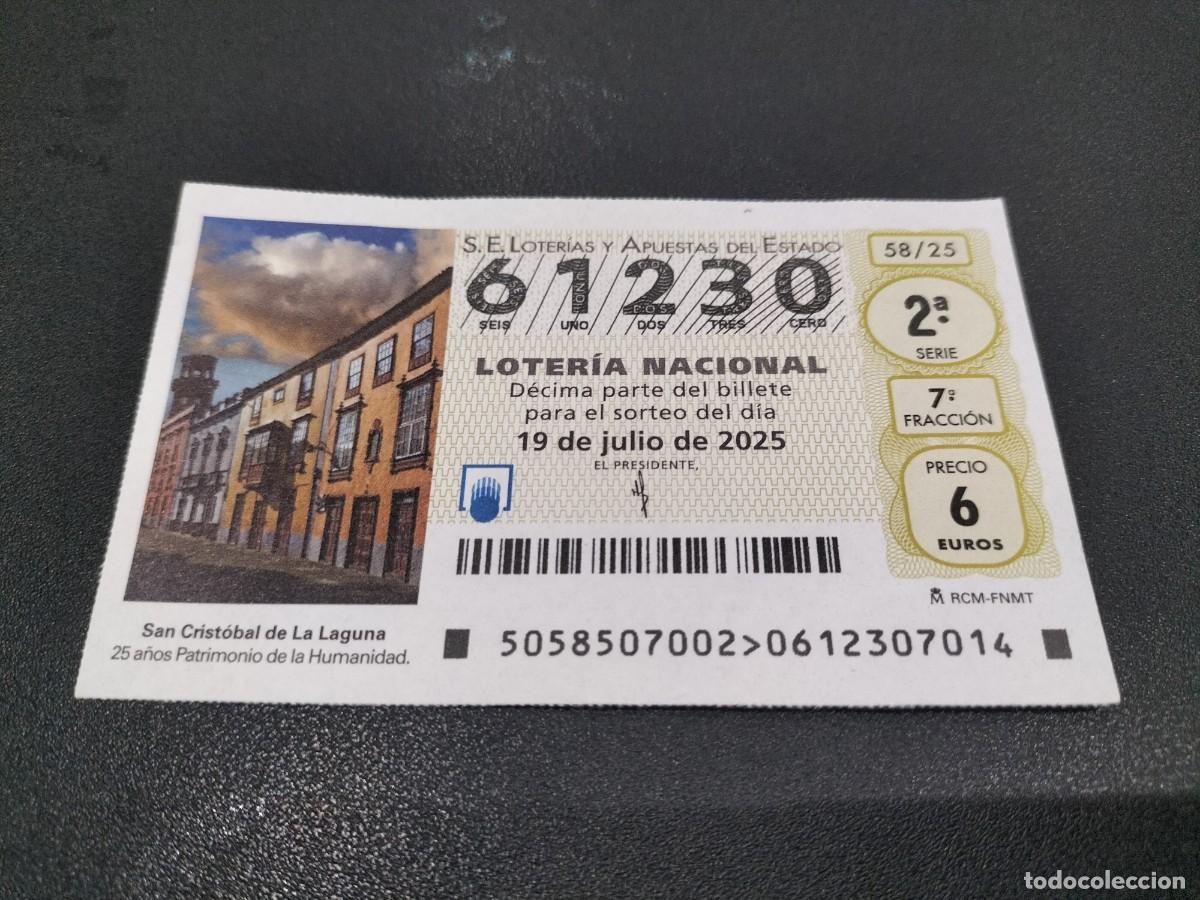 S. E. LOTERÍAS Y APUESTAS DEL ESTADO
61230
SEIS UNO DOS TRES CERO
LOTERÍA NACIONAL
Décima parte del billete
para el sorteo del día
19 de julio de 2025
EL PRESIDENTE,
58/25
2ª
SERIE
7ª
FRACCIÓN
PRECIO
6
EUROS
RCM-FNMT
San Cristóbal de La Laguna
25 años Patrimonio de la Humanidad.
5058507002>0612307014
todocoleccion